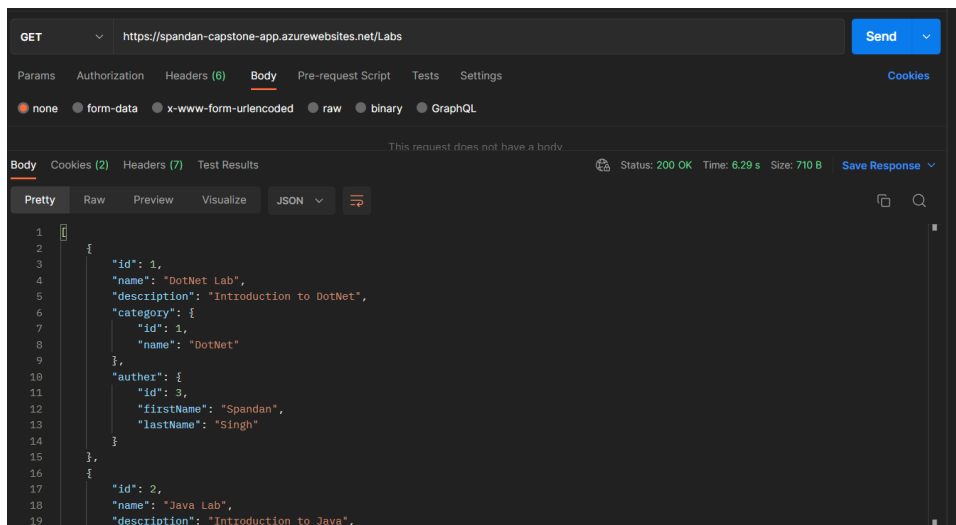 GET https://spandan-capstone-app.azurewebsites.net/Labs Send
Params Authorization Headers (6) Body Pre-request Script Tests Settings Cookies
none form-data x-www-form-urlencoded raw binary GraphQL
This request does not have a body
Body Cookies (2) Headers (7) Test Results Status: 200 OK Time: 6.29 s Size: 710 B Save Response
Pretty Raw Preview Visualize JSON
1 [
2 {
3 "id": 1,
4 "name": "DotNet Lab",
5 "description": "Introduction to DotNet",
6 "category": {
7 "id": 1,
8 "name": "DotNet"
9 },
10 "auther": {
11 "id": 3,
12 "firstName": "Spandan",
13 "lastName": "Singh"
14 }
15 },
16 {
17 "id": 2,
18 "name": "Java Lab",
19 "description": "Introduction to Java",